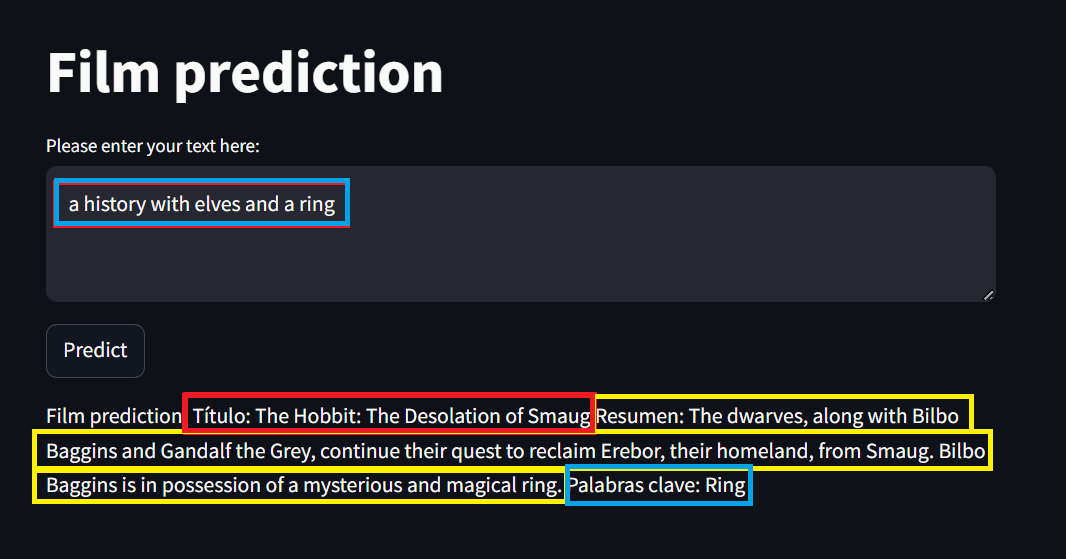 Film prediction
Please enter your text here:
a history with elves and a ring
Predict
Film prediction Título: The Hobbit: The Desolation of Smaug Resumen: The dwarves, along with Bilbo
Baggins and Gandalf the Grey, continue their quest to reclaim Erebor, their homeland, from Smaug. Bilbo
Baggins is in possession of a mysterious and magical ring. Palabras clave: Ring